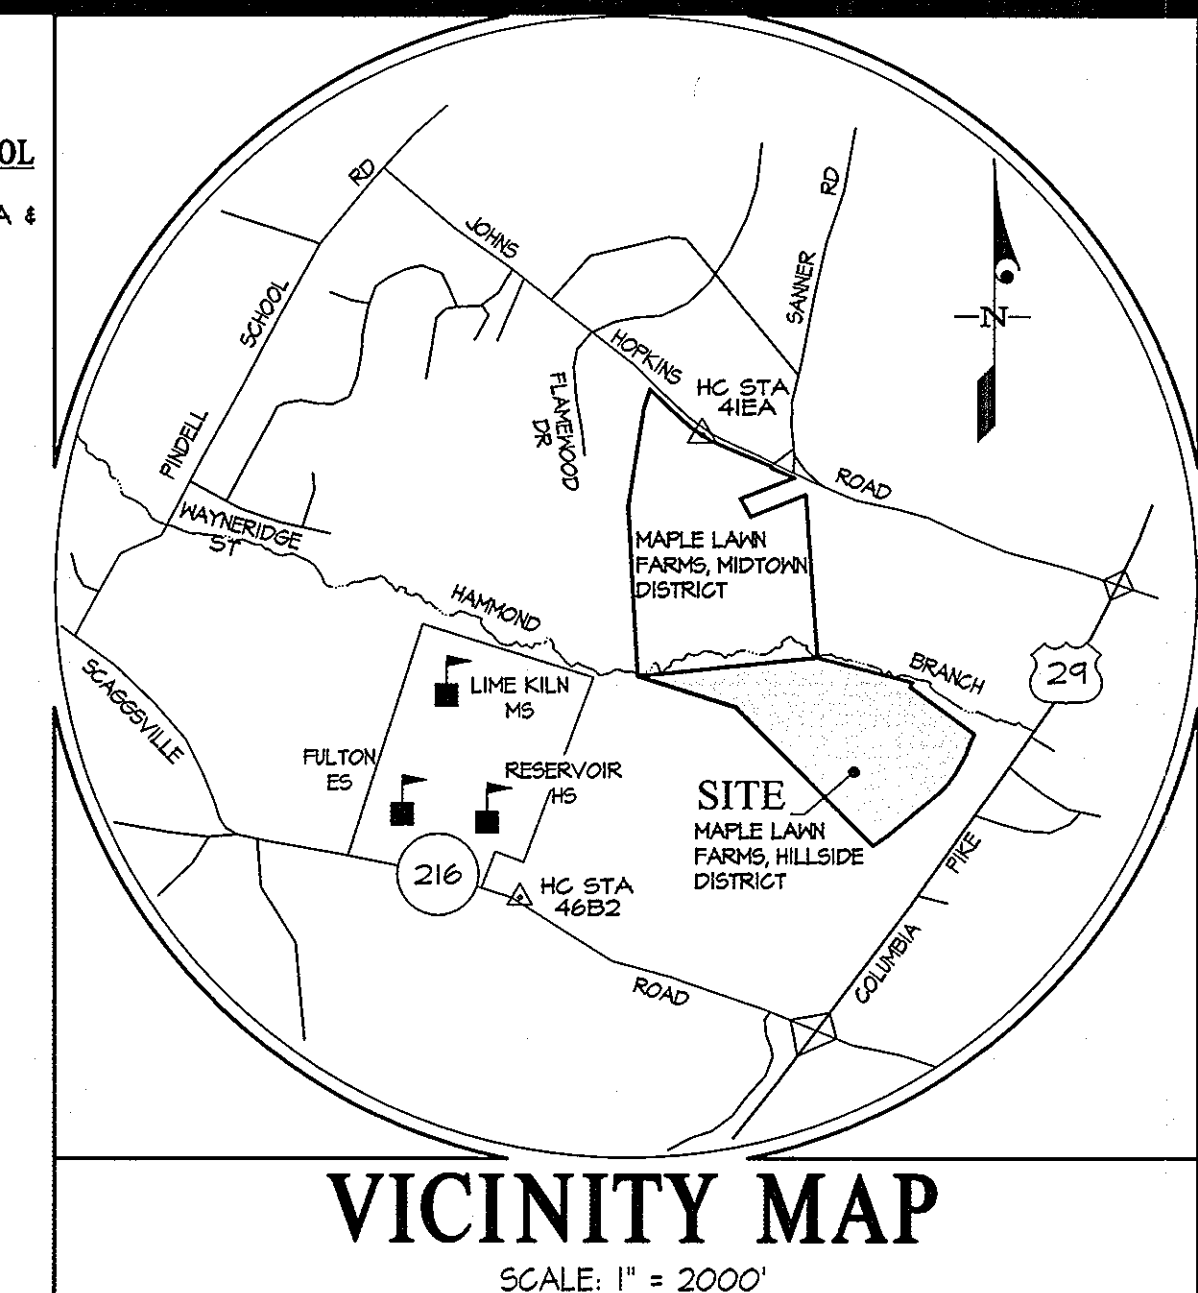 OL
A &
RD
JOHNS
SCHOOL
SANNER
RD
N
HOPKINS
FLAMEWOOD
DR
HC STA
41EA
PINDELL
ROAD
WAYNERIDGE
ST
MAPLE LAWN
FARMS, MIDTOWN
DISTRICT
HAMMOND
BRANCH
29
SCAGGSVILLE
LIME KILN
MS
FULTON
ES
RESERVOIR
HS
SITE
MAPLE LAWN
FARMS, HILLSIDE
DISTRICT
PIKE
216
HC STA
46B2
COLUMBIA
ROAD
VICINITY MAP
SCALE: 1" = 2000'